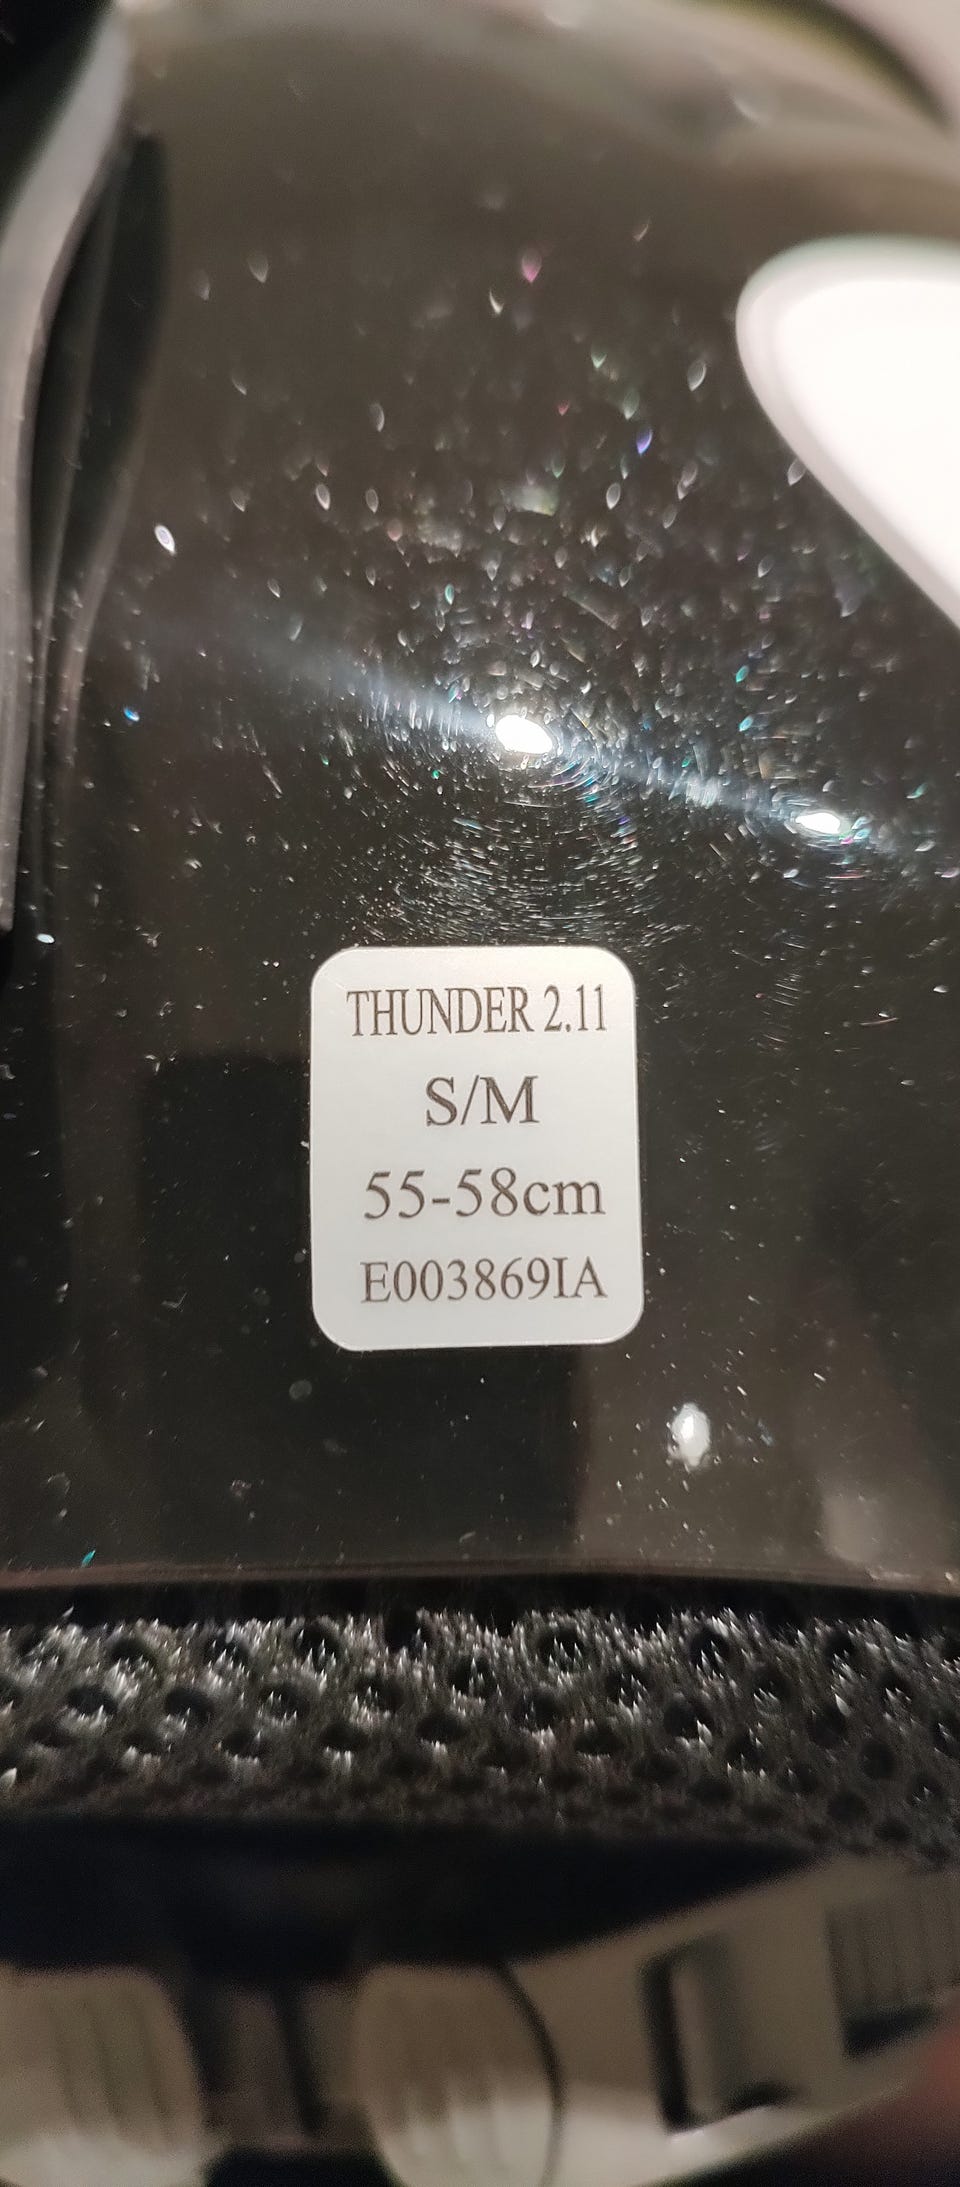 THUNDER 2.11
S/M
55-58cm
E003869IA